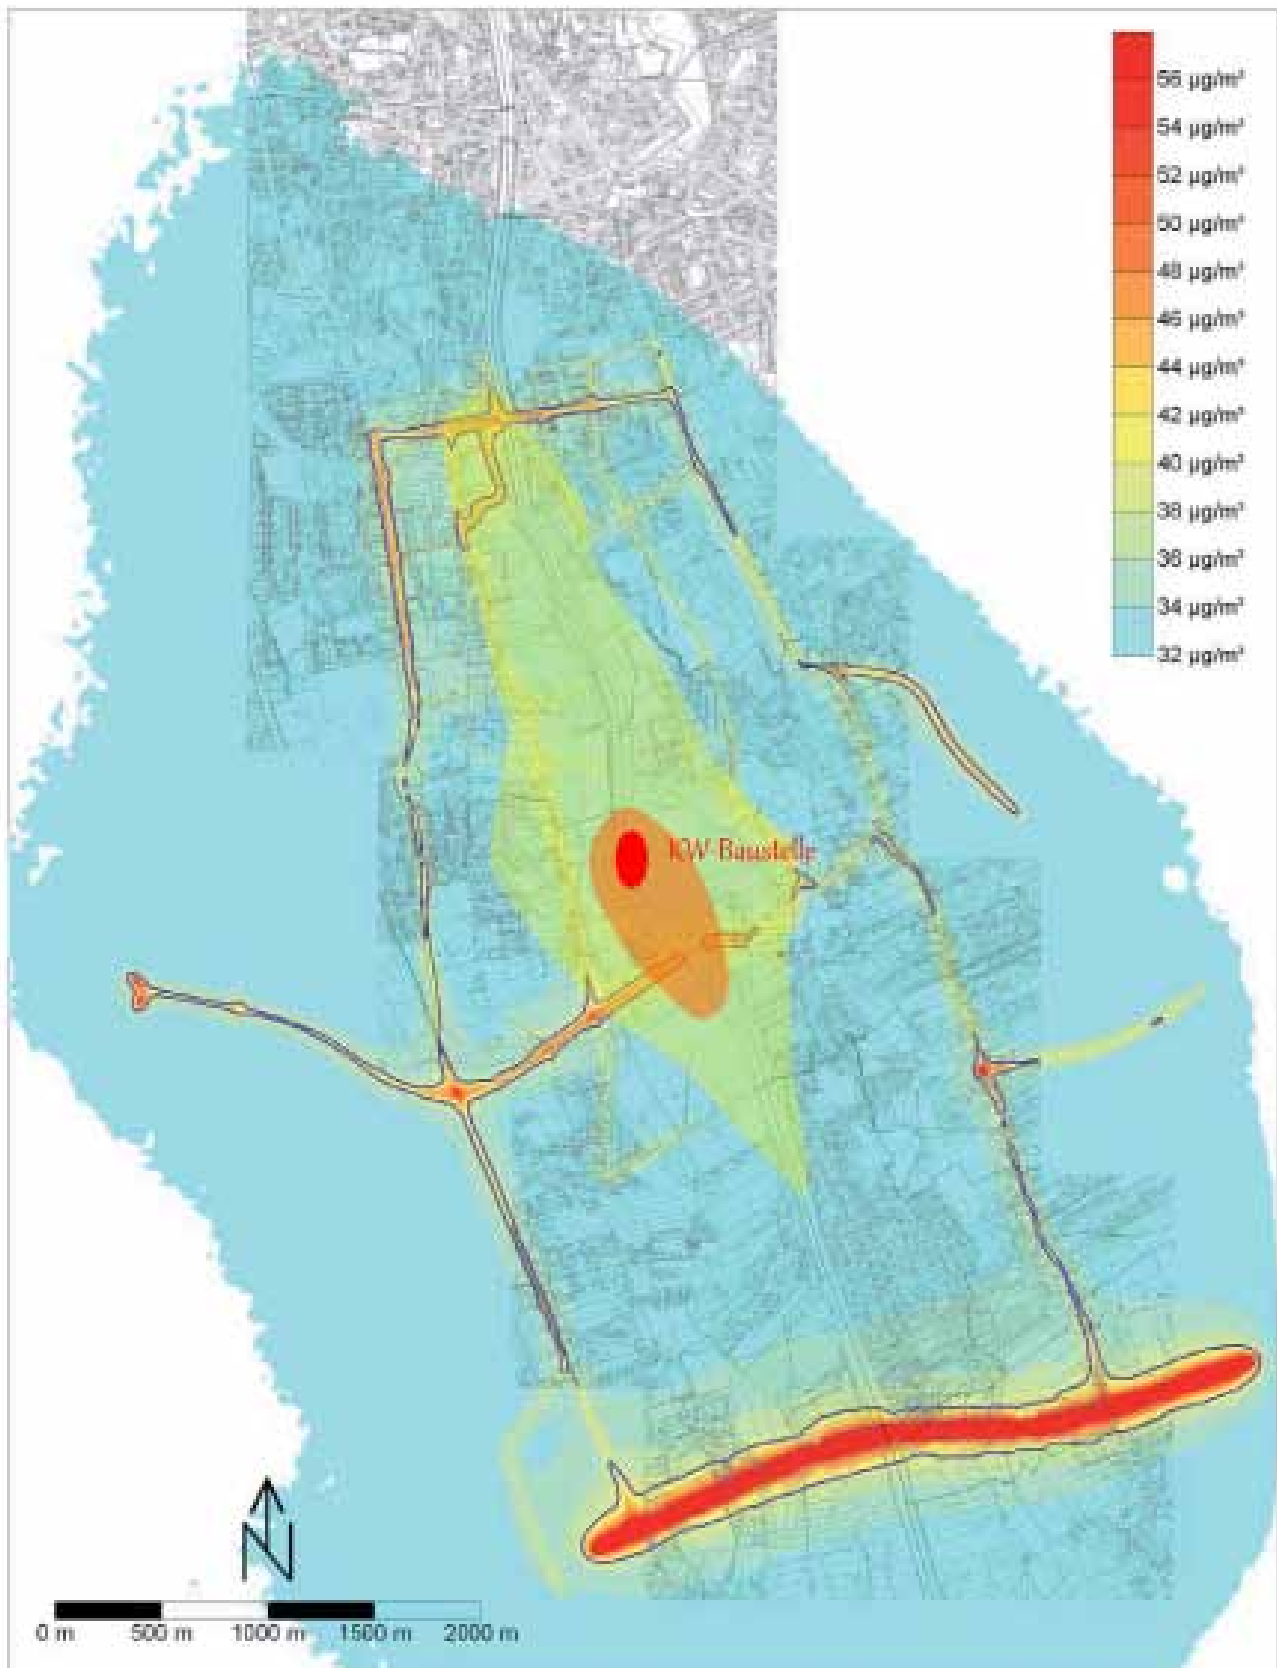 56 µg/m³
54 µg/m³
52 µg/m³
50 µg/m³
48 µg/m³
46 µg/m³
44 µg/m³
42 µg/m³
40 µg/m³
38 µg/m³
36 µg/m³
34 µg/m³
32 µg/m³
KW-Baustelle
N
0 m 500 m 1000 m 1500 m 2000 m